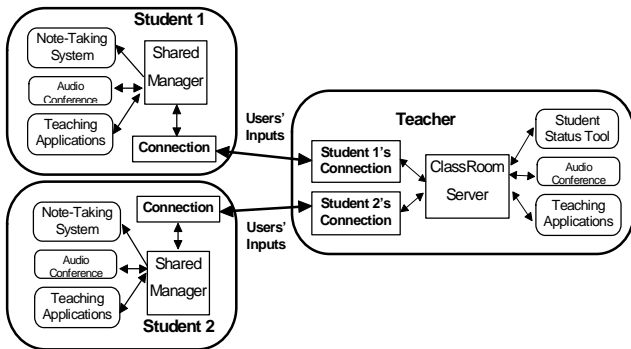 Student 1
Note-Taking
System
Shared
Manager
Audio
Conference
Teaching
Applications
Connection
Users'
Inputs
Teacher
Student 1's
Connection
Student 2's
Connection
ClassRoom
Server
Student
Status Tool
Audio
Conference
Teaching
Applications
Connection
Users'
Inputs
Note-Taking
System
Audio
Conference
Shared
Manager
Teaching
Applications
Student 2